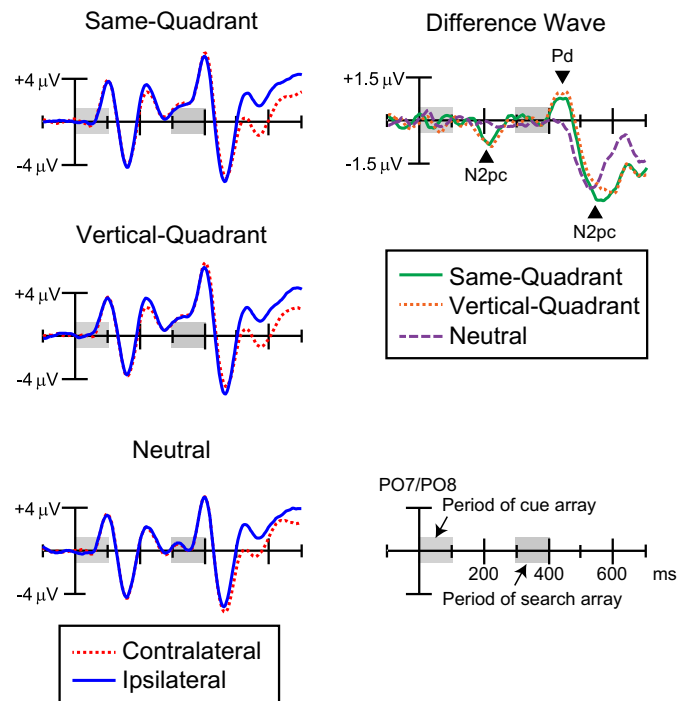 Same-Quadrant
+4 μV
-4 μV
Vertical-Quadrant
+4 μV
-4 μV
Neutral
+4 μV
-4 μV
Contralateral
Ipsilateral
Difference Wave
Pd
+1.5 μV
-1.5 μV
N2pc
N2pc
Same-Quadrant
Vertical-Quadrant
Neutral
PO7/PO8
Period of cue array
200 400 600 ms
Period of search array